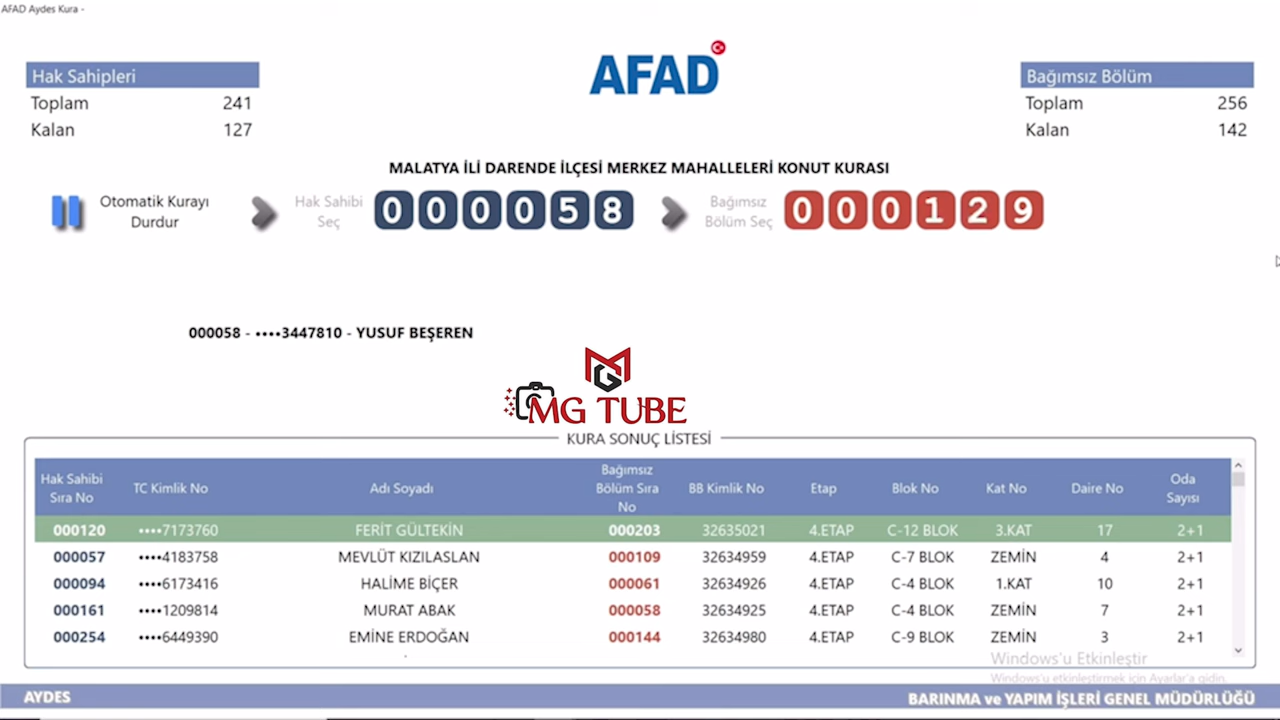 AFAD Aydes Kura -
AFAD
Hak Sahipleri
Toplam 241
Kalan 127
Bağımsız Bölüm
Toplam 256
Kalan 142
MALATYA İLİ DARENDE İLÇESİ MERKEZ MAHALLELERİ KONUT KURASI
Otomatik Kurayı
Durdur
Hak Sahibi
Seç
000058
Bağımsız
Bölüm Seç
000129
000058 - ••••3447810 - YUSUF BEŞEREN
MG
MG TUBE
KURA SONUÇ LİSTESİ
Hak Sahibi
Sıra No
TC Kimlik No
Adı Soyadı
Bağımsız
Bölüm Sıra
No
BB Kimlik No
Etap
Blok No
Kat No
Daire No
Oda
Sayısı
000120 ••••7173760 FERİT GÜLTEKİN 000203 32635021 4.ETAP C-12 BLOK 3.KAT 17 2+1
000057 ••••4183758 MEVLÜT KIZILASLAN 000109 32634959 4.ETAP C-7 BLOK ZEMİN 4 2+1
000094 ••••6173416 HALİME BİÇER 000061 32634926 4.ETAP C-4 BLOK 1.KAT 10 2+1
000161 ••••1209814 MURAT ABAK 000058 32634925 4.ETAP C-4 BLOK ZEMİN 7 2+1
000254 ••••6449390 EMİNE ERDOĞAN 000144 32634980 4.ETAP C-9 BLOK ZEMİN 3 2+1
Windows'u Etkinleştir
Windows'u etkinleştirmek için Ayarlar'a gidin.
AYDES
BARINMA ve YAPIM İŞLERİ GENEL MÜDÜRLÜĞÜ